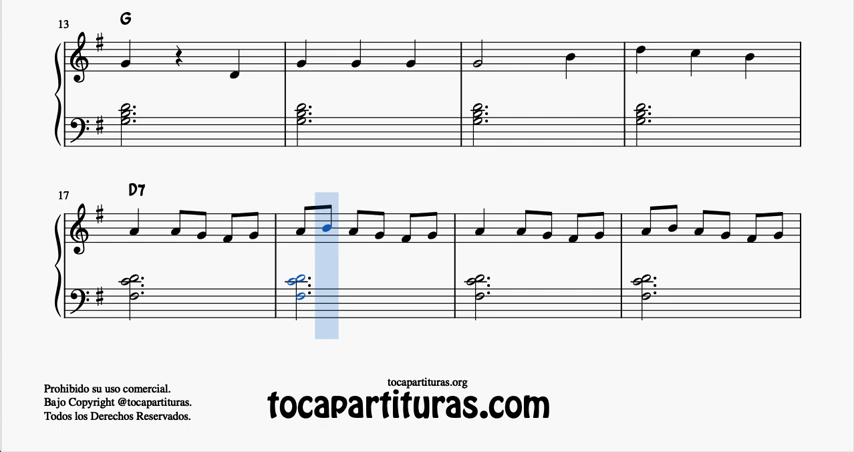 13
G
17
D7
tocapartituras.org
Prohibido su uso comercial.
Bajo Copyright @tocapartituras.
Todos los Derechos Reservados.
tocapartituras.com